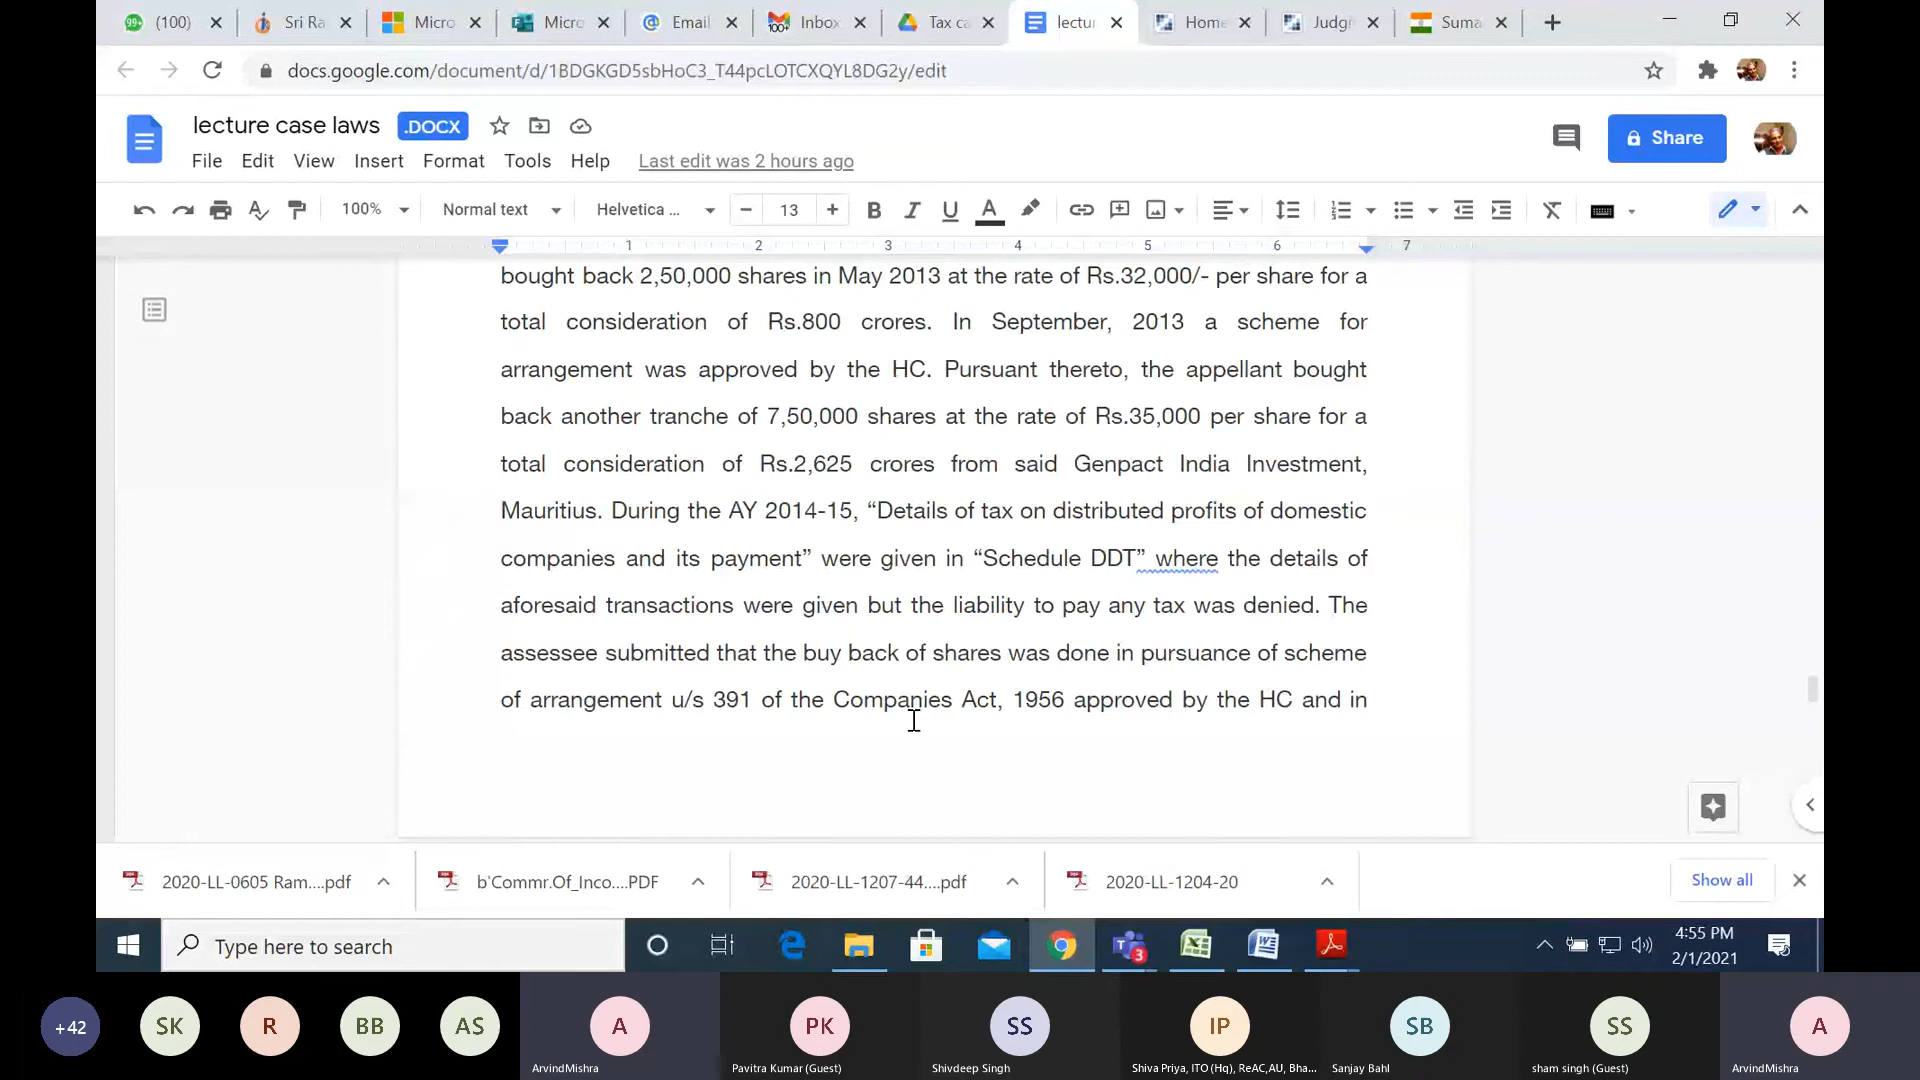 (100)
Sri Ra
Micro
Micro
Email
Inbox
Tax ca
lectur
Home
Judgr
Suma
docs.google.com/document/d/1BDGKGD5sbHoC3_T44pcLOTCXQYL8DG2y/edit
lecture case laws
.DOCX
Share
File Edit View Insert Format Tools Help Last edit was 2 hours ago
100% Normal text Helvetica ... 13
1 2 3 4 5 6 7
bought back 2,50,000 shares in May 2013 at the rate of Rs.32,000/- per share for a
total consideration of Rs.800 crores. In September, 2013 a scheme for
arrangement was approved by the HC. Pursuant thereto, the appellant bought
back another tranche of 7,50,000 shares at the rate of Rs.35,000 per share for a
total consideration of Rs.2,625 crores from said Genpact India Investment,
Mauritius. During the AY 2014-15, “Details of tax on distributed profits of domestic
companies and its payment” were given in “Schedule DDT” where the details of
aforesaid transactions were given but the liability to pay any tax was denied. The
assessee submitted that the buy back of shares was done in pursuance of scheme
of arrangement u/s 391 of the Companies Act, 1956 approved by the HC and in
2020-LL-0605 Ram....pdf
b'Commr.Of_Inco....PDF
2020-LL-1207-44....pdf
2020-LL-1204-20
Show all
Type here to search
3
4:55 PM
2/1/2021
+42
SK
R
BB
AS
A
PK
SS
IP
SB
SS
A
ArvindMishra
Pavitra Kumar (Guest)
Shivdeep Singh
Shiva Priya, ITO (Hq), ReAC,AU, Bha...
Sanjay Bahl
sham singh (Guest)
ArvindMishra